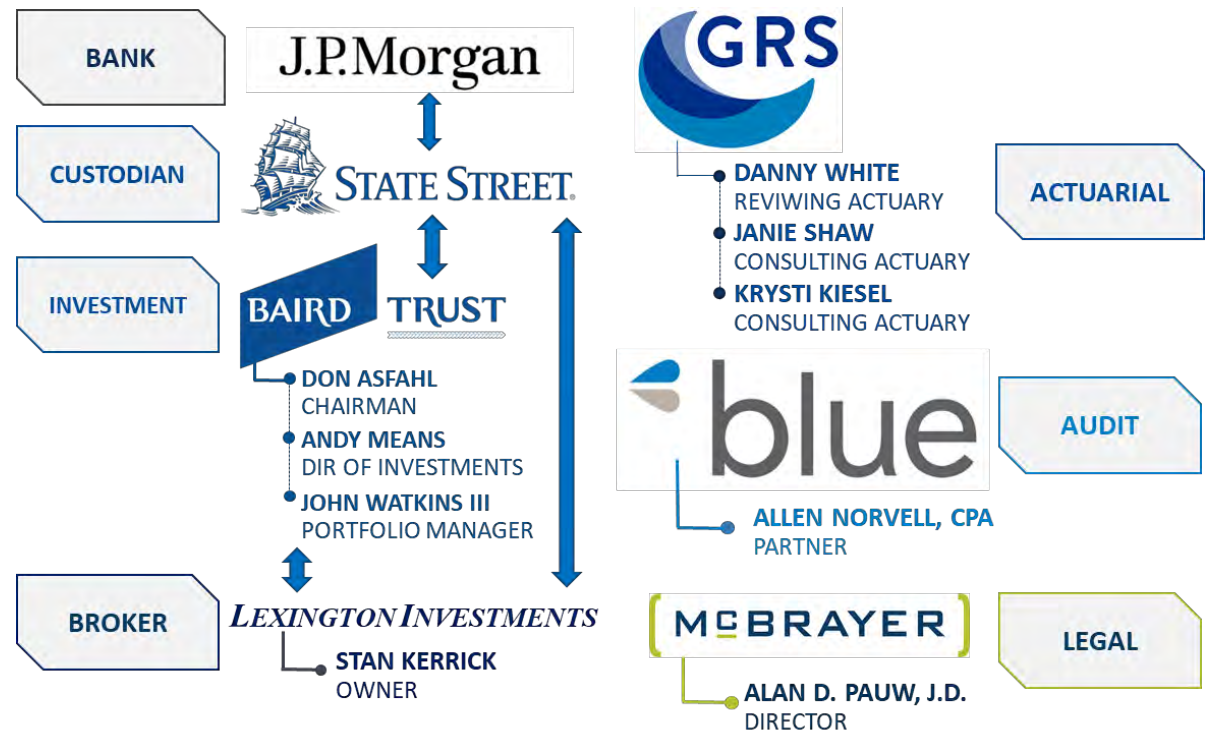 BANK
J.P.Morgan
CUSTODIAN
STATE STREET®
INVESTMENT
BAIRD TRUST
DON ASFAHL
CHAIRMAN
ANDY MEANS
DIR OF INVESTMENTS
JOHN WATKINS III
PORTFOLIO MANAGER
BROKER
LEXINGTON INVESTMENTS
STAN KERRICK
OWNER
GRS
DANNY WHITE
REVIWING ACTUARY
JANIE SHAW
CONSULTING ACTUARY
KRYSTI KIESEL
CONSULTING ACTUARY
ACTUARIAL
blue
AUDIT
ALLEN NORVELL, CPA
PARTNER
[MCBRAYER]
LEGAL
ALAN D. PAUW, J.D.
DIRECTOR